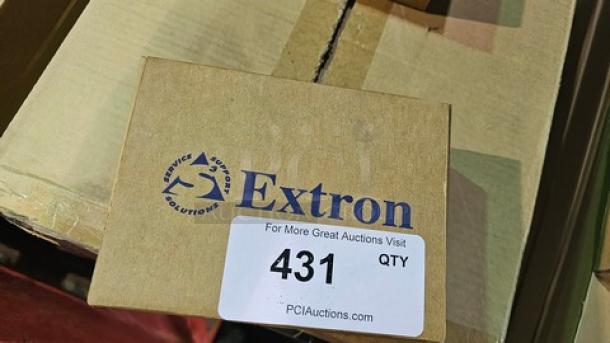 SERVICE SUPPORT SOLUTIONS
Extron
For More Great Auctions Visit
431 QTY
PCIAuctions.com